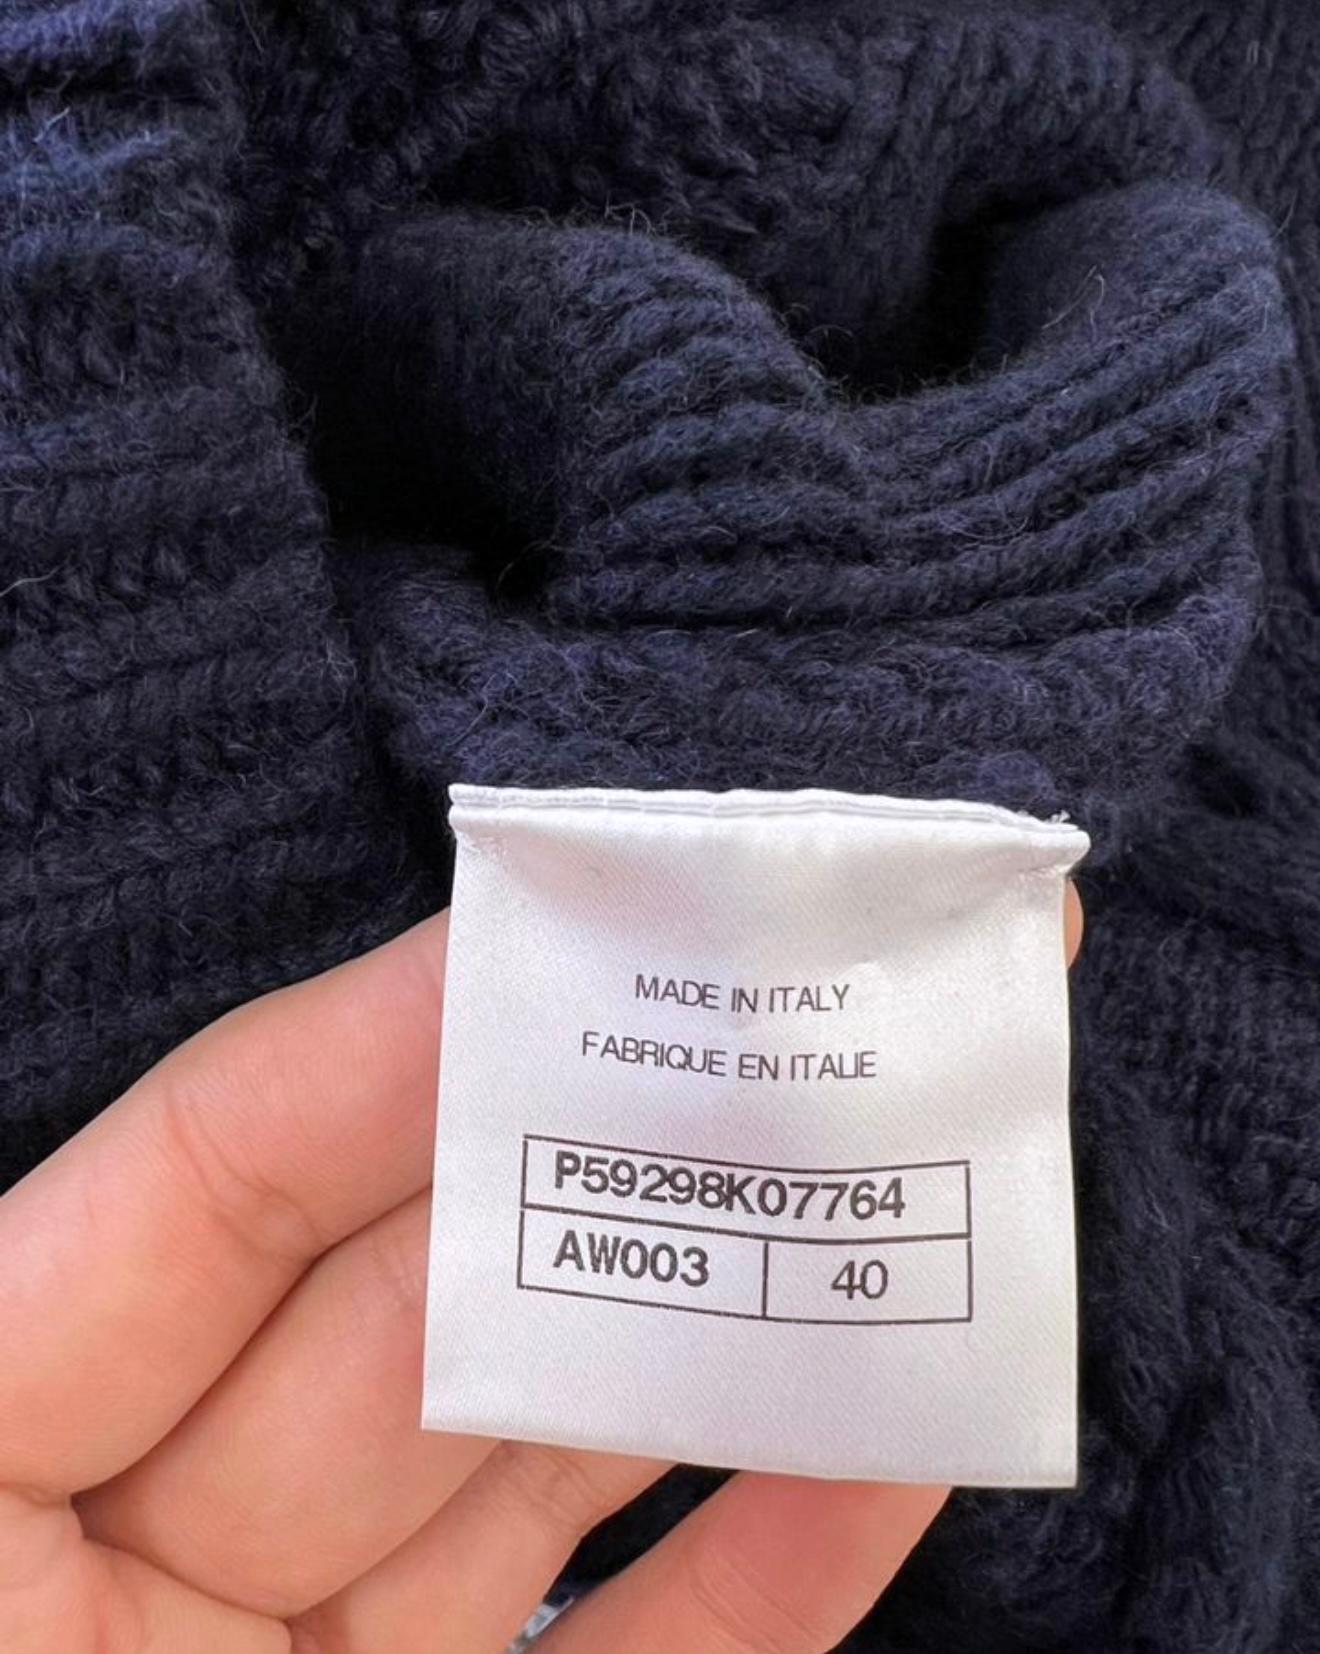 MADE IN ITALY
FABRIQUE EN ITALIE
P59298K07764
AW003 40